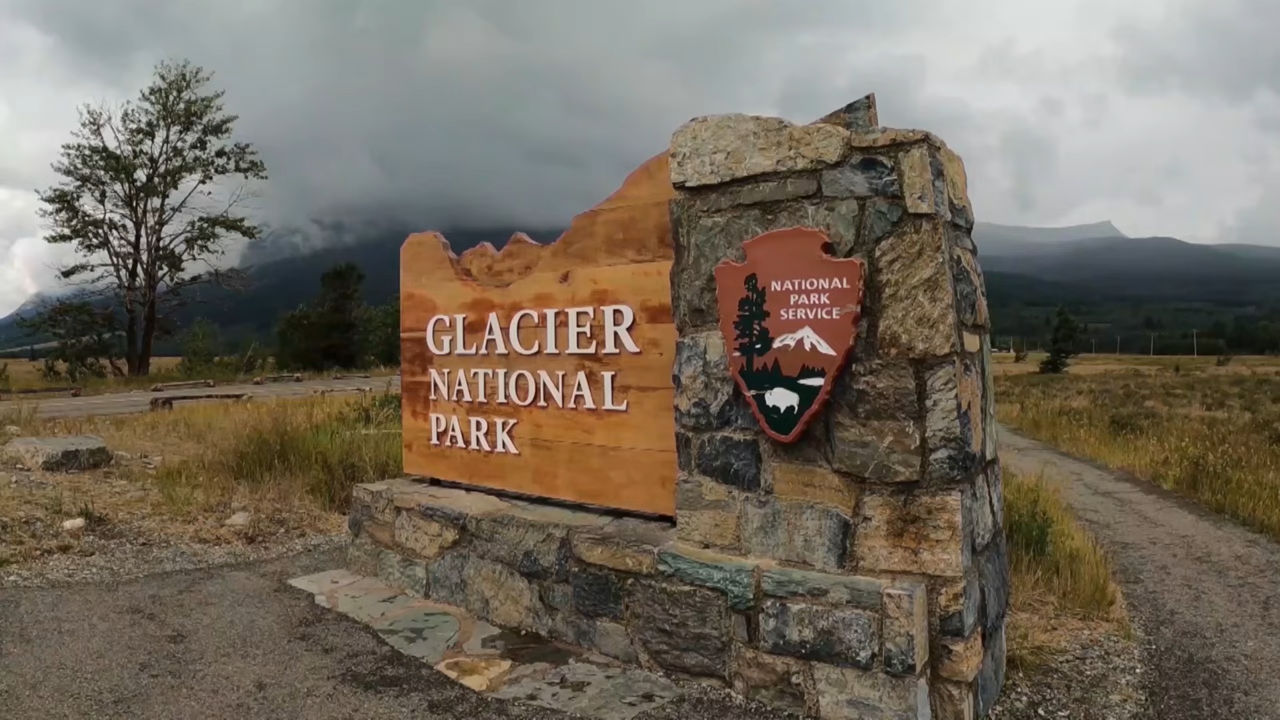 GLACIER
NATIONAL
PARK
NATIONAL
PARK
SERVICE